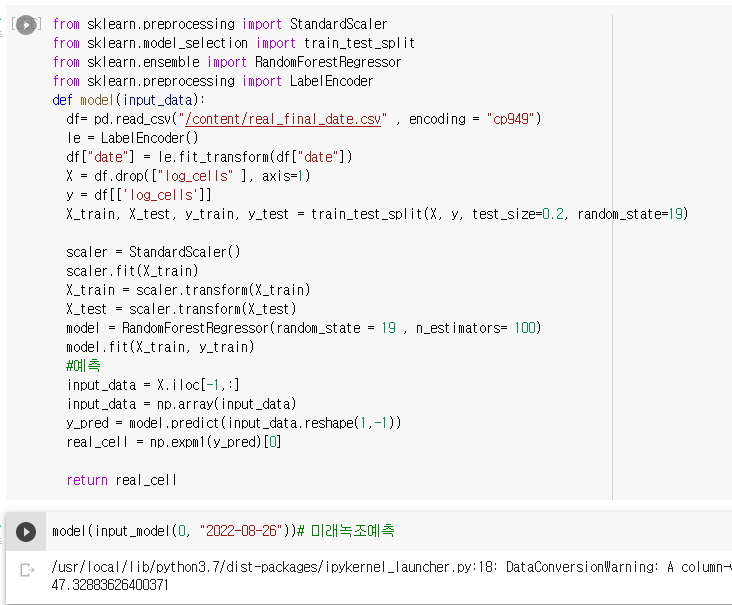 from sklearn.preprocessing import StandardScaler
from sklearn.model_selection import train_test_split
from sklearn.ensemble import RandomForestRegressor
from sklearn.preprocessing import LabelEncoder
def model(input_data):
  df= pd.read_csv("/content/real_final_date.csv" , encoding = "cp949")
  le = LabelEncoder()
  df["date"] = le.fit_transform(df["date"])
  X = df.drop(["log_cells" ], axis=1)
  y = df[['log_cells']]
  X_train, X_test, y_train, y_test = train_test_split(X, y, test_size=0.2, random_state=19)

  scaler = StandardScaler()
  scaler.fit(X_train)
  X_train = scaler.transform(X_train)
  X_test = scaler.transform(X_test)
  model = RandomForestRegressor(random_state = 19 , n_estimators= 100)
  model.fit(X_train, y_train)
  #예측
  input_data = X.iloc[-1,:]
  input_data = np.array(input_data)
  y_pred = model.predict(input_data.reshape(1,-1))
  real_cell = np.expm1(y_pred)[0]

  return real_cell
model(input_model(0, "2022-08-26"))# 미래녹조예측
/usr/local/lib/python3.7/dist-packages/ipykernel_launcher.py:18: DataConversionWarning: A column-
47.32883626400371